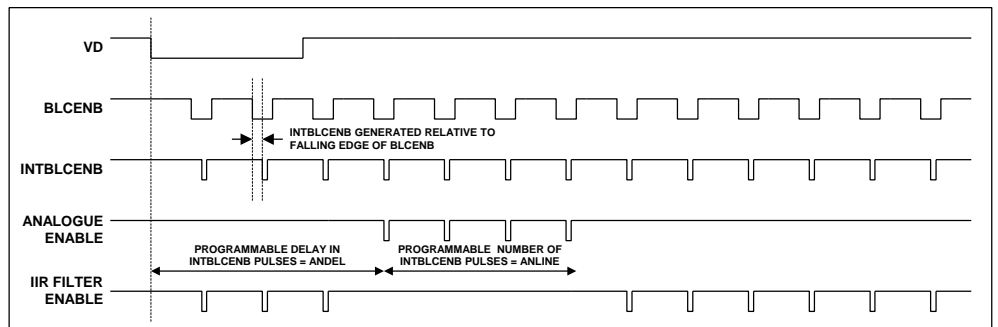 VD
BLCENB
INTBLCENB GENERATED RELATIVE TO
FALLING EDGE OF BLCENB
INTBLCENB
ANALOGUE
ENABLE
PROGRAMMABLE DELAY IN
INTBLCENB PULSES = ANDEL
PROGRAMMABLE NUMBER OF
INTBLCENB PULSES = ANLINE
IIR FILTER
ENABLE